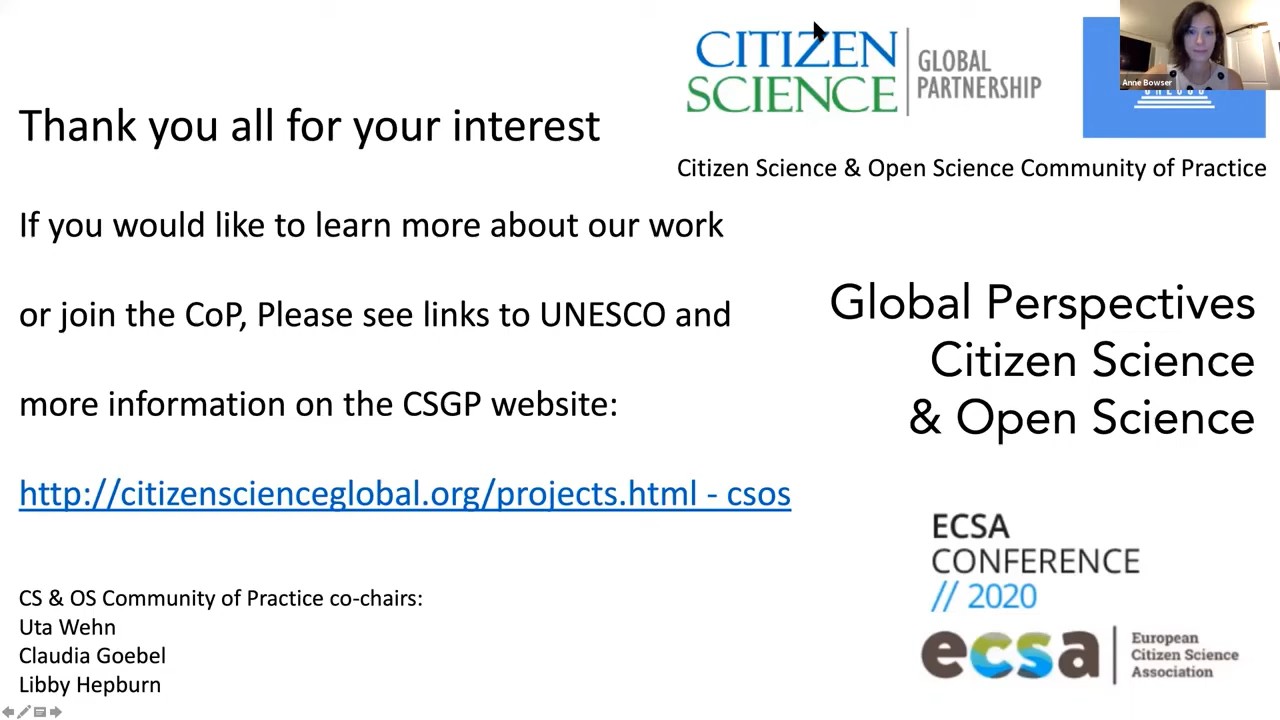 CITIZEN
SCIENCE
GLOBAL
PARTNERSHIP
Anne Bowser
Thank you all for your interest
Citizen Science & Open Science Community of Practice
If you would like to learn more about our work
or join the CoP, Please see links to UNESCO and
more information on the CSGP website:
http://citizenscienceglobal.org/projects.html - csos
Global Perspectives
Citizen Science
& Open Science
ECSA
CONFERENCE
// 2020
ecsa
European
Citizen Science
Association
CS & OS Community of Practice co-chairs:
Uta Wehn
Claudia Goebel
Libby Hepburn